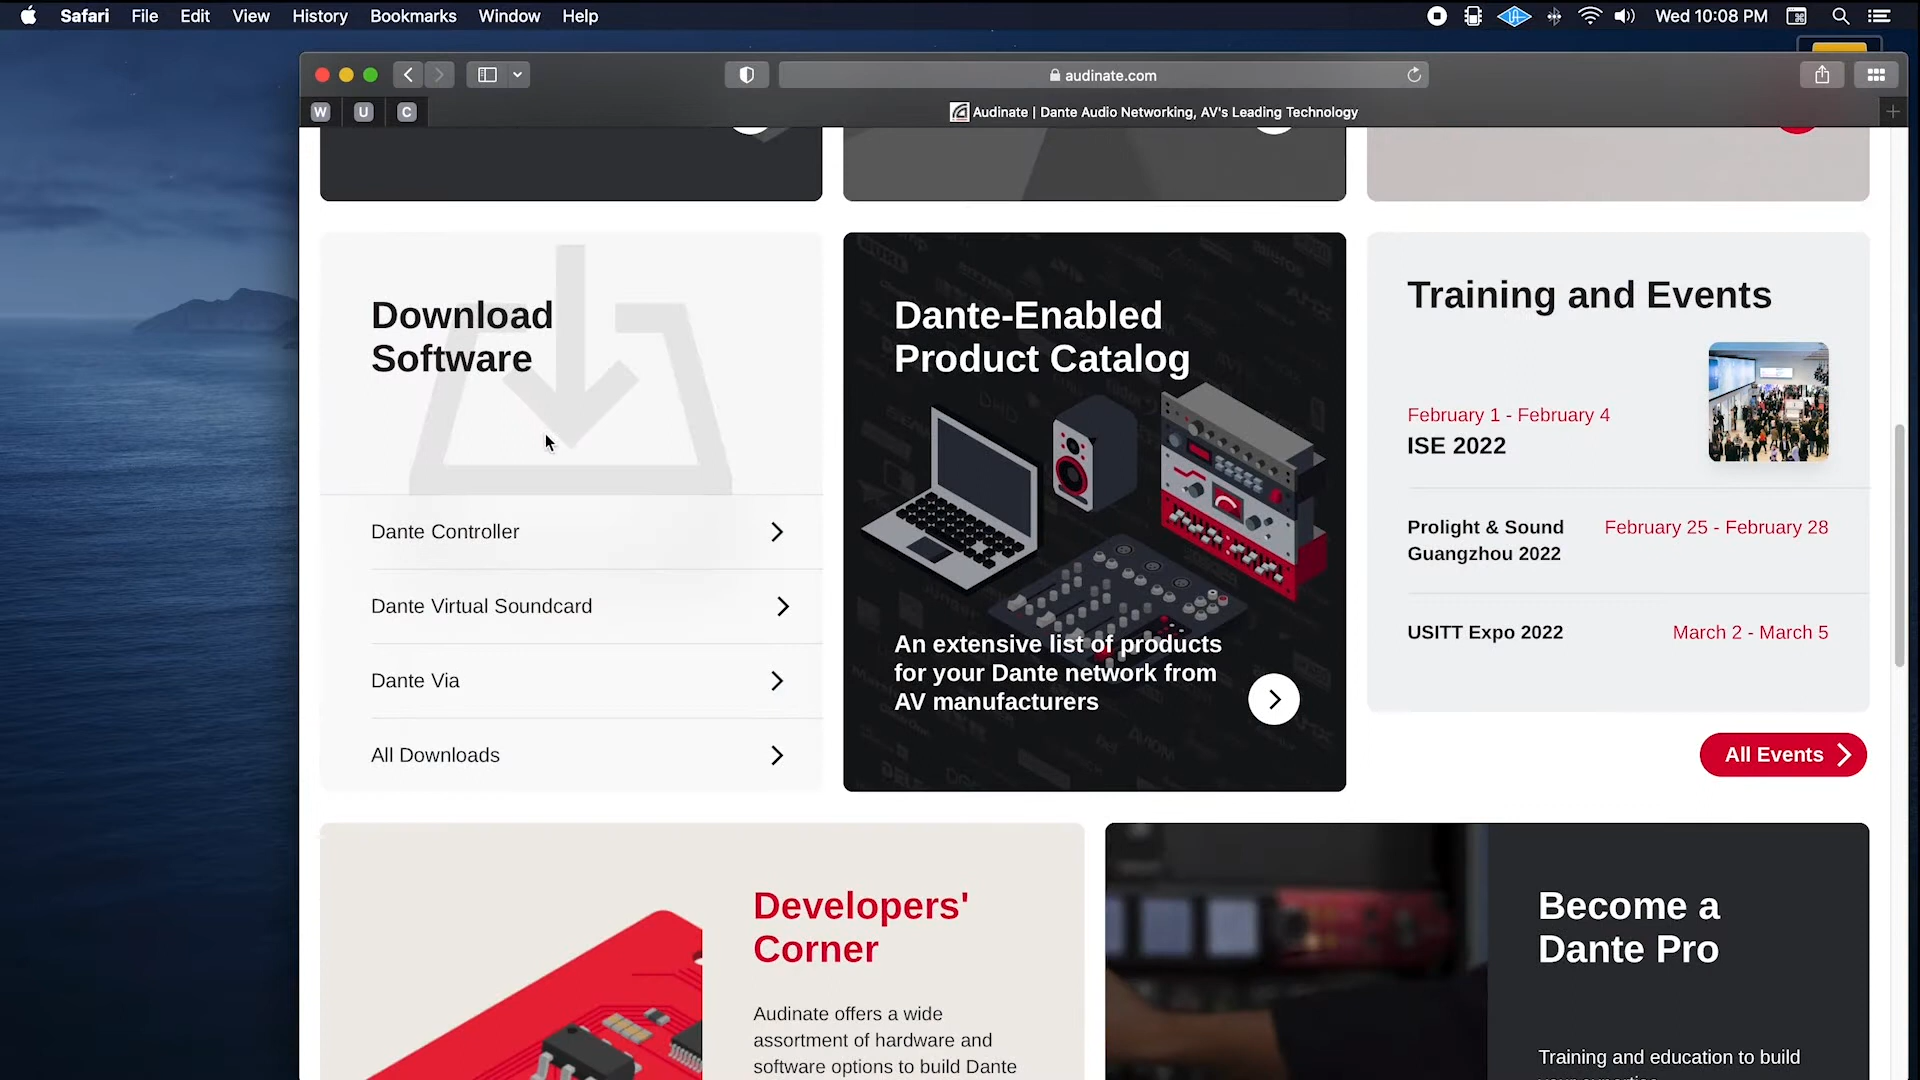 Safari File Edit View History Bookmarks Window Help
Wed 10:08 PM
audinate.com
W U C
Audinate | Dante Audio Networking, AV's Leading Technology
Download
Software
Dante Controller
Dante Virtual Soundcard
Dante Via
All Downloads
Dante-Enabled
Product Catalog
An extensive list of products
for your Dante network from
AV manufacturers
Training and Events
February 1 - February 4
ISE 2022
Prolight & Sound
Guangzhou 2022
February 25 - February 28
USITT Expo 2022
March 2 - March 5
All Events
Developers'
Corner
Audinate offers a wide
assortment of hardware and
software options to build Dante
Become a
Dante Pro
Training and education to build